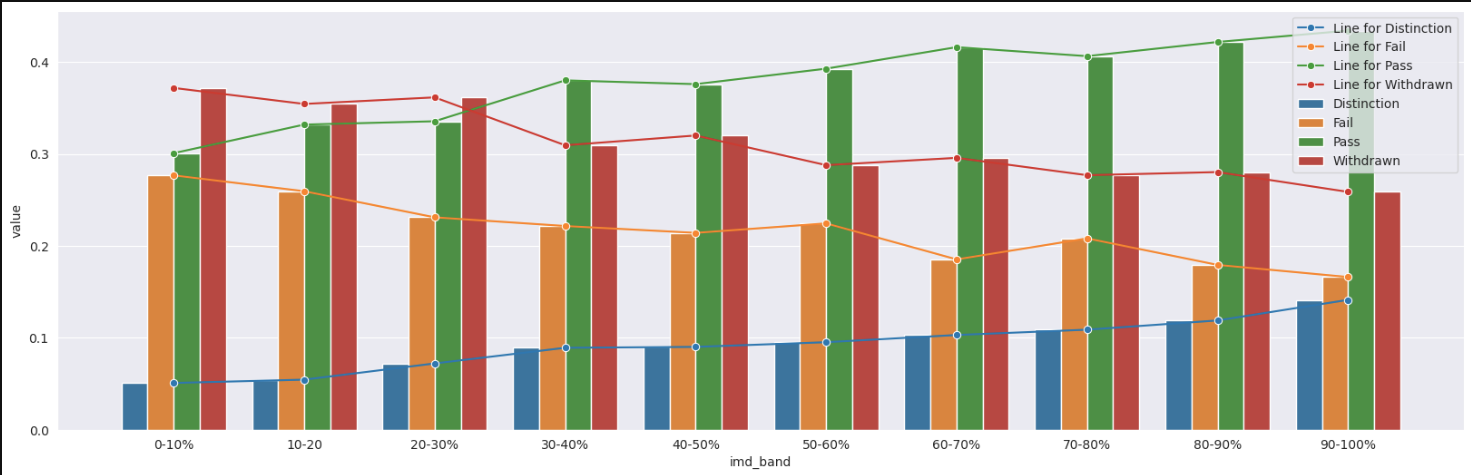 Line for Distinction
Line for Fail
Line for Pass
Line for Withdrawn
Distinction
Fail
Pass
Withdrawn
0.4
0.3
0.2
0.1
0.0
value
0-10% 10-20 20-30% 30-40% 40-50% 50-60% 60-70% 70-80% 80-90% 90-100%
imd_band